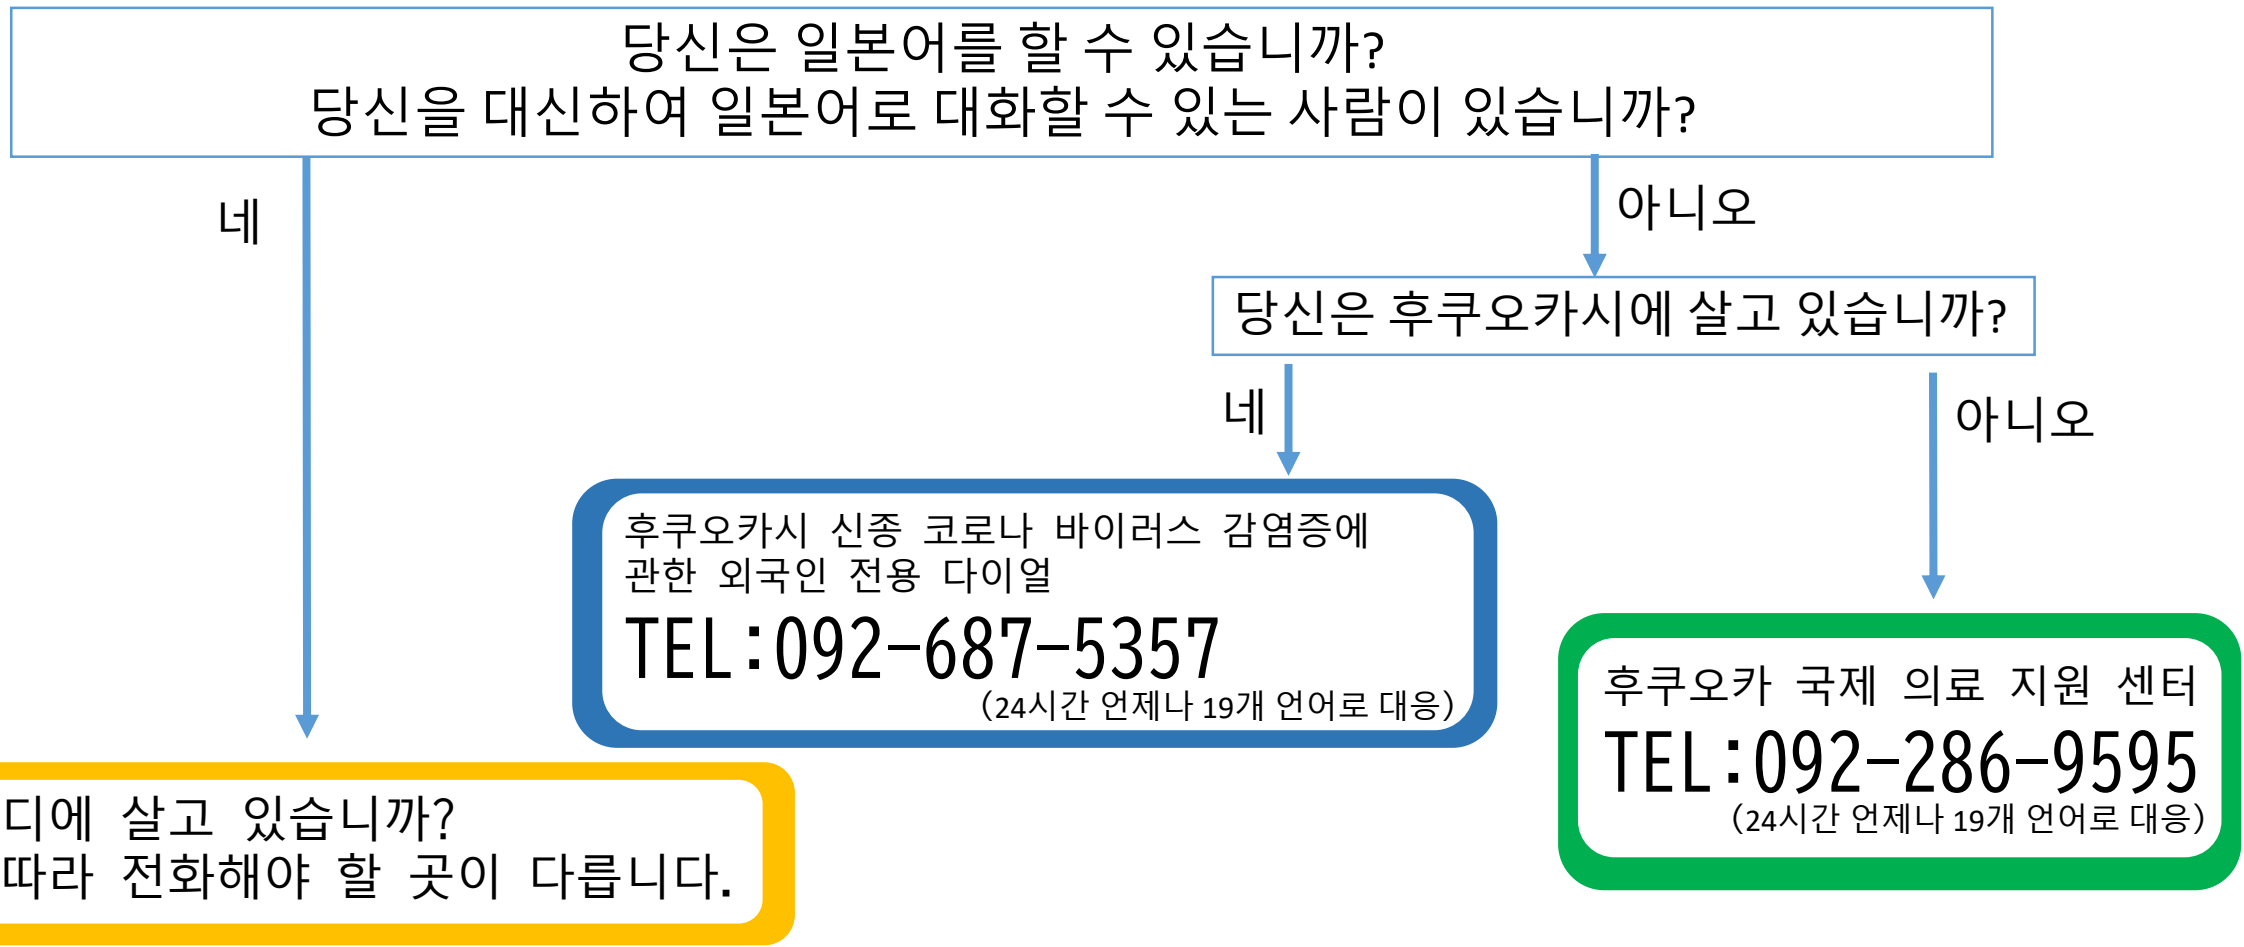 당신은 일본어를 할 수 있습니까?
당신을 대신하여 일본어로 대화할 수 있는 사람이 있습니까?
네
아니오
당신은 후쿠오카시에 살고 있습니까?
네
아니오
후쿠오카시 신종 코로나 바이러스 감염증에
관한 외국인 전용 다이얼
TEL:092-687-5357
(24시간 언제나 19개 언어로 대응)
후쿠오카 국제 의료 지원 센터
TEL:092-286-9595
(24시간 언제나 19개 언어로 대응)
디에 살고 있습니까?
따라 전화해야 할 곳이 다릅니다.